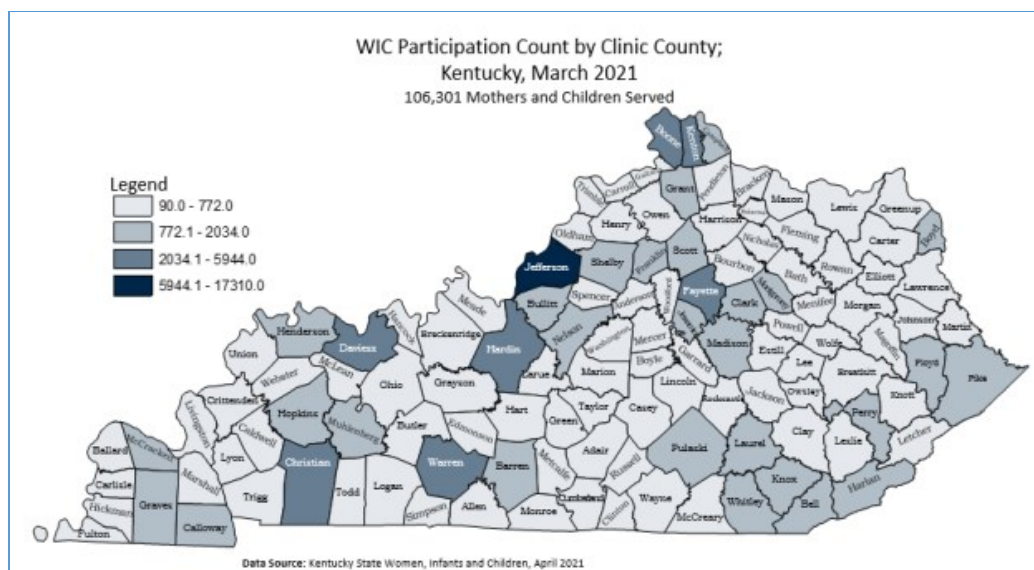 WIC Participation Count by Clinic County;
Kentucky, March 2021
106,301 Mothers and Children Served
Legend
90.0 - 772.0
772.1 - 2034.0
2034.1 - 5944.0
5944.1 - 17310.0
Boone
Kenton
Grant
Pendleton
Bracken
Mason
Lewis
Greenup
Boyd
Carter
Trimble
Carroll
Owen
Henry
Harrison
Fleming
Nicholas
Oldham
Jefferson
Shelby
Franklin
Scott
Bourbon
Bath
Rowan
Elliott
Lawrence
Bullitt
Spencer
Anderson
Woodford
Fayette
Clark
Montgomery
Menifee
Morgan
Johnson
Martin
Meade
Hancock
Breckenridge
Hardin
Nelson
Washington
Mercer
Boyle
Garrard
Madison
Powell
Estill
Wolfe
Lee
Magoffin
Floyd
Pike
Henderson
Daviess
Union
Webster
McLean
Ohio
Grayson
Larue
Marion
Lincoln
Rockcastle
Jackson
Owsley
Breathitt
Knott
Perry
Crittenden
Livingston
Caldwell
Hopkins
Muhlenberg
Butler
Edmonson
Hart
Green
Taylor
Casey
Pulaski
Laurel
Clay
Leslie
Letcher
Ballard
McCracken
Carlisle
Hickman
Fulton
Graves
Marshall
Calloway
Lyon
Trigg
Christian
Todd
Logan
Warren
Simpson
Allen
Barren
Metcalfe
Monroe
Adair
Russell
Cumberland
Clinton
Wayne
McCreary
Whitley
Knox
Bell
Harlan
Data Source: Kentucky State Women, Infants and Children, April 2021